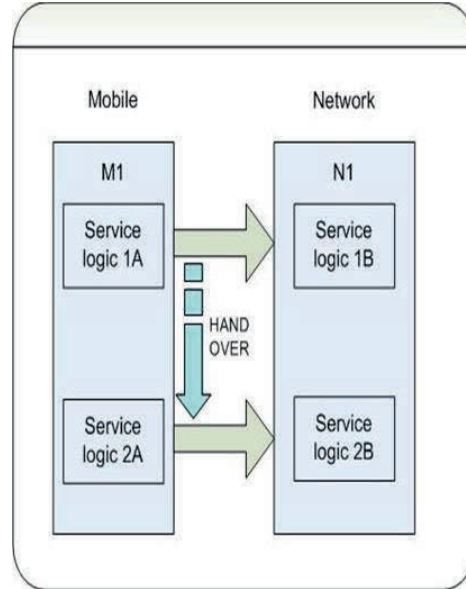 Mobile
Network
M1
N1
Service
logic 1A
Service
logic 1B
HAND
OVER
Service
logic 2A
Service
logic 2B